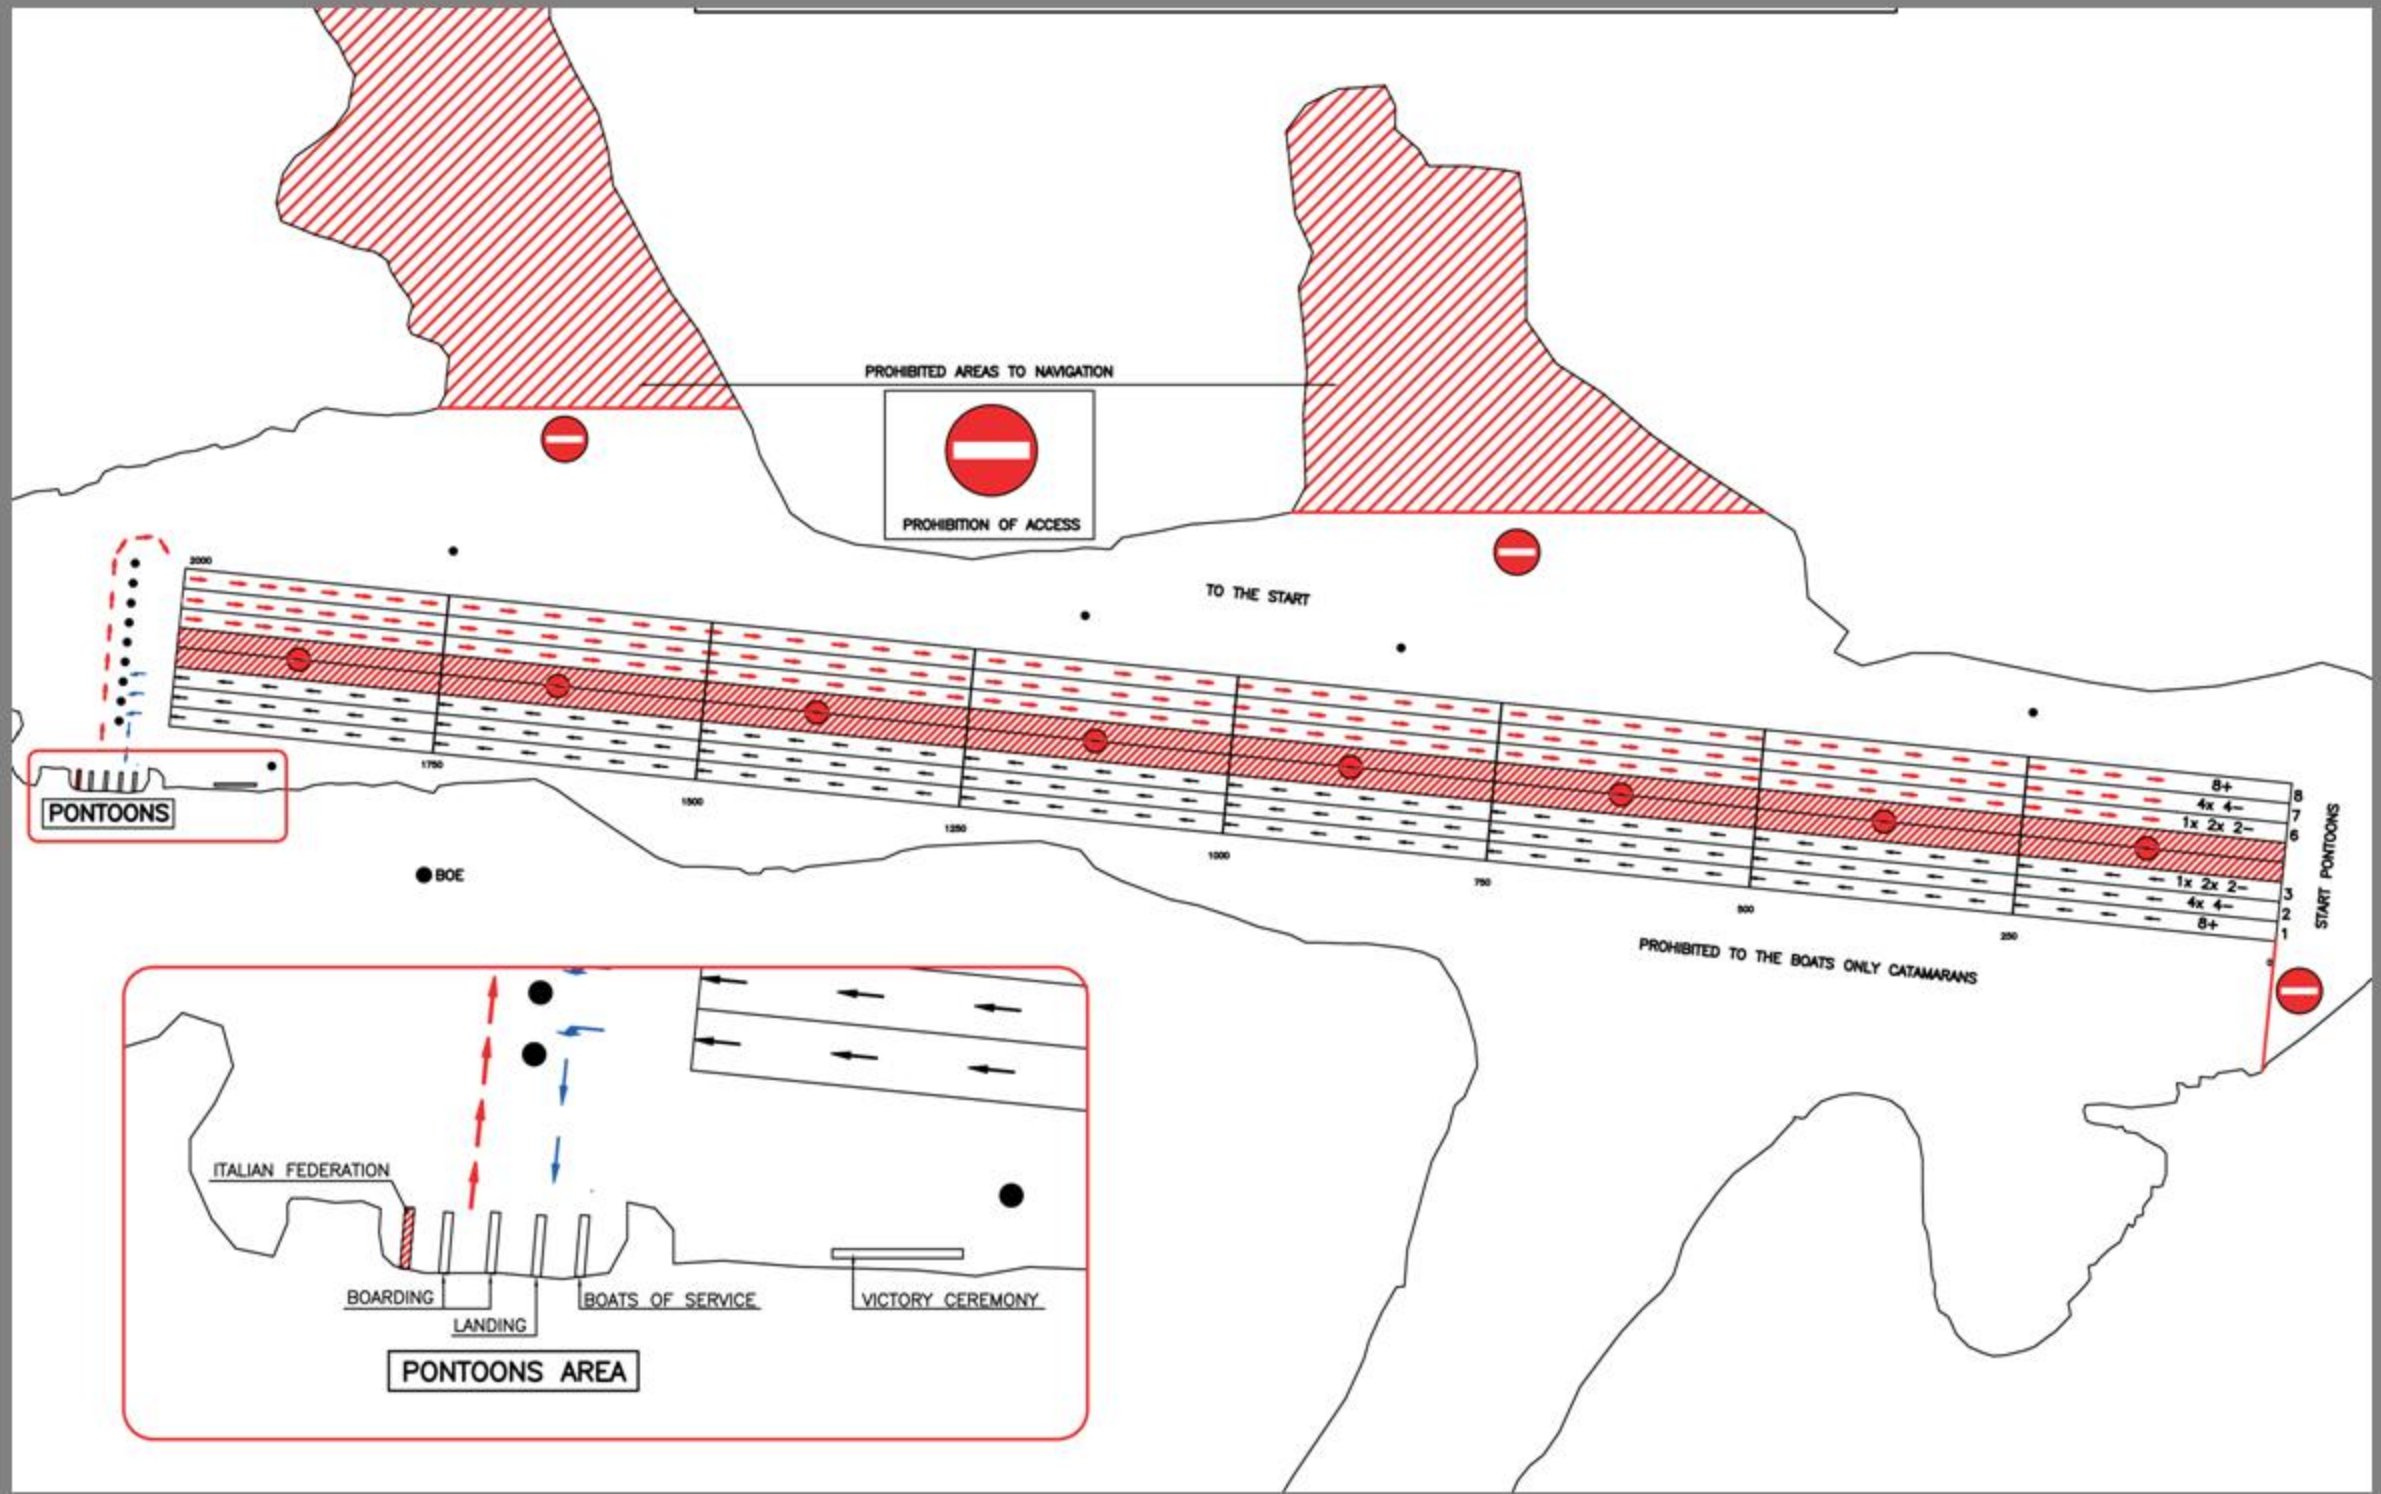 PROHIBITED AREAS TO NAVIGATION
PROHIBITION OF ACCESS
TO THE START
2000
1750
1500
1250
1000
750
500
250
0
8+
4x 4-
1x 2x 2-
1x 2x 2-
4x 4-
8+
8
7
6
3
2
1
START PONTOONS
PROHIBITED TO THE BOATS ONLY CATAMARANS
PONTOONS
BOE
ITALIAN FEDERATION
BOARDING
LANDING
BOATS OF SERVICE
VICTORY CEREMONY
PONTOONS AREA